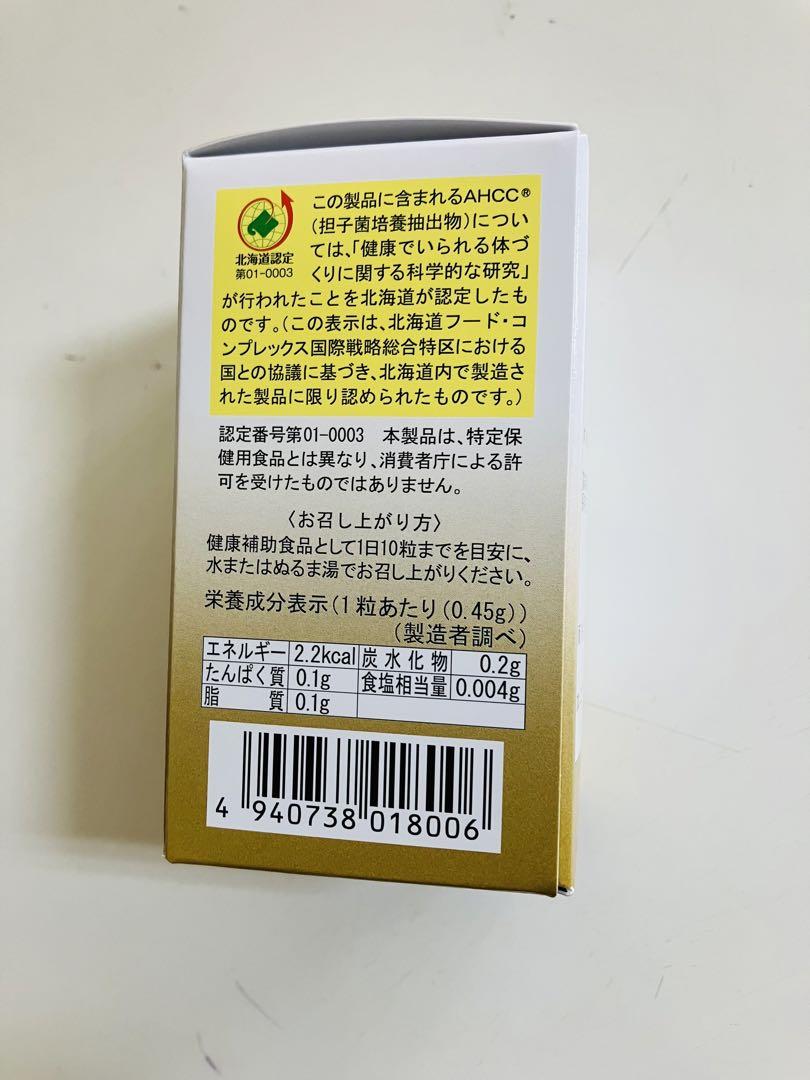 北海道認定
第01-0003
この製品に含まれるAHCC®
(担子菌培養抽出物)につい
ては、「健康でいられる体づ
くりに関する科学的な研究」
が行われたことを北海道が認定したも
のです。(この表示は、北海道フード・コ
ンプレックス国際戦略総合特区における
国との協議に基づき、北海道内で製造さ
れた製品に限り認められたものです。)
認定番号第01-0003 本製品は、特定保
健用食品とは異なり、消費者庁による許
可を受けたものではありません。
〈お召し上がり方〉
健康補助食品として1日10粒までを目安に、
水またはぬるま湯でお召し上がりください。
栄養成分表示(1粒あたり(0.45g))
(製造者調べ)
エネルギー 2.2kcal 炭水化物 0.2g
たんぱく質 0.1g 食塩相当量 0.004g
脂質 0.1g
4 940738 018006